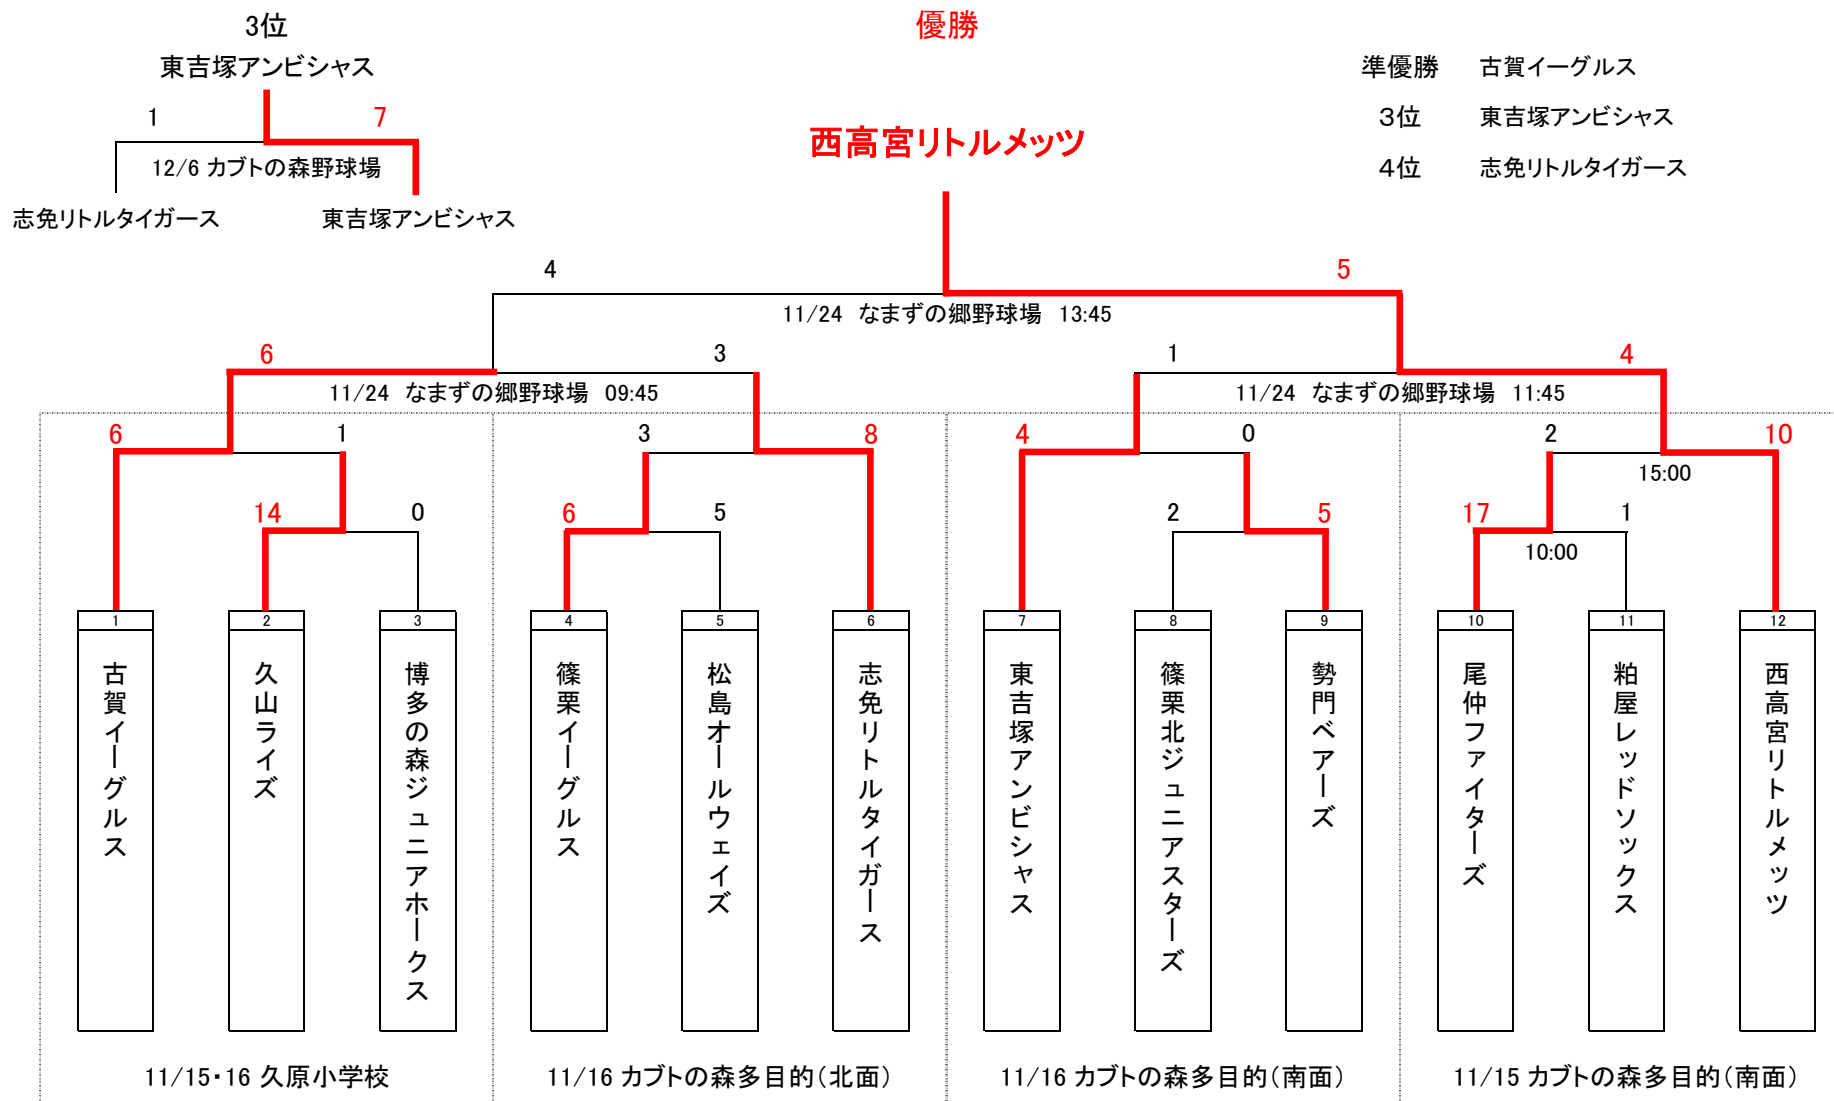 3位
東吉塚アンビシャス
1
7
12/6 カブトの森野球場
志免リトルタイガース
東吉塚アンビシャス
優勝
西高宮リトルメッツ
準優勝 古賀イーグルス
3位 東吉塚アンビシャス
4位 志免リトルタイガース
4
5
11/24 なまずの郷野球場 13:45
6
3
1
4
11/24 なまずの郷野球場 09:45
11/24 なまずの郷野球場 11:45
6
1
3
8
4
0
2
10
15:00
14
0
6
5
2
5
17
1
10:00
1
2
3
4
5
6
7
8
9
10
11
12
古賀イーグルス
久山ライズ
博多の森ジュニアホークス
篠栗イーグルス
松島オールウェイズ
志免リトルタイガース
東吉塚アンビシャス
篠栗北ジュニアスターズ
勢門ベアーズ
尾仲ファイターズ
粕屋レッドソックス
西高宮リトルメッツ
11/15・16 久原小学校
11/16 カブトの森多目的(北面)
11/16 カブトの森多目的(南面)
11/15 カブトの森多目的(南面)